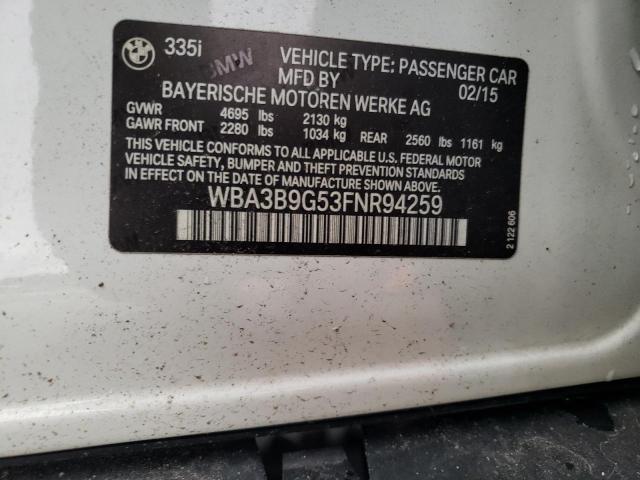 335i
BMW
VEHICLE TYPE: PASSENGER CAR
MFD BY 02/15
BAYERISCHE MOTOREN WERKE AG
GVWR 4695 lbs 2130 kg
GAWR FRONT 2280 lbs 1034 kg REAR 2560 lbs 1161 kg
THIS VEHICLE CONFORMS TO ALL APPLICABLE U.S. FEDERAL MOTOR
VEHICLE SAFETY, BUMPER AND THEFT PREVENTION STANDARDS
IN EFFECT ON THE DATE OF MANUFACTURE SHOWN ABOVE.
WBA3B9G53FNR94259
2 122 606